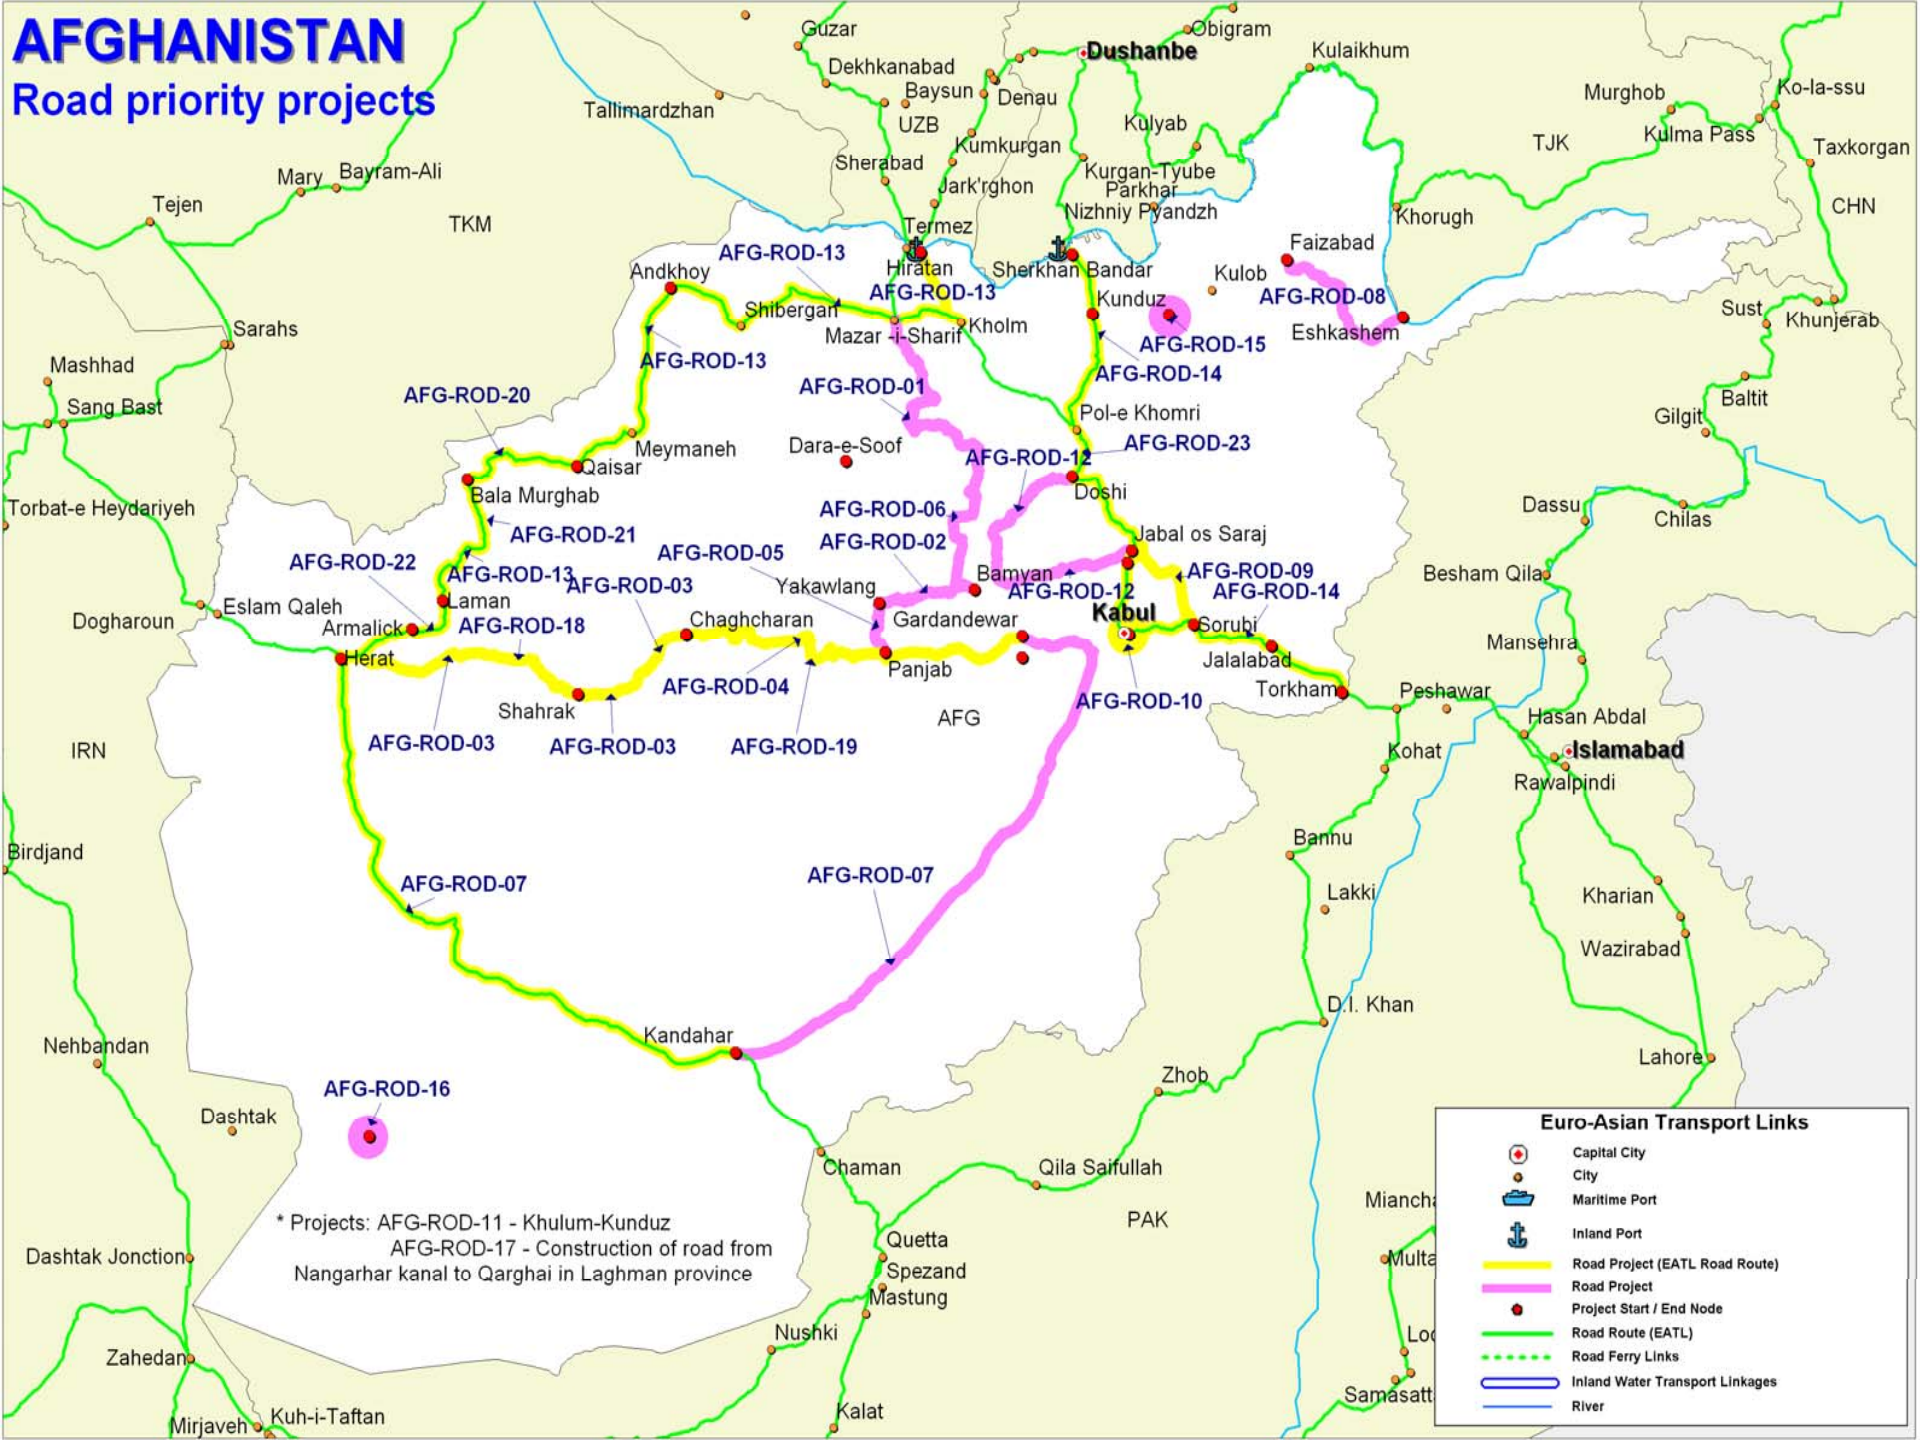 AFGHANISTAN
Road priority projects
Guzar
Obigram
Dushanbe
Kulaikhum
Dekhkanabad
Baysun
Denau
Tallimardzhan
UZB
Kulyab
Murghob
Ko-la-ssu
Kulma Pass
TJK
Taxkorgan
Kumkurgan
Sherabad
Kurgan-Tyube
Parkhar
Jark'rghon
Nizhniy Pyandzh
Khorugh
CHN
Mary
Bayram-Ali
Tejen
TKM
Termez
AFG-ROD-13
Andkhoy
Hiratan
Sherkhan Bandar
Faizabad
Kulob
AFG-ROD-13
Kunduz
AFG-ROD-08
Shibergan
Kholm
Mazar -i-Sharif
Eshkashem
Sust
Khunjerab
Sarahs
AFG-ROD-15
AFG-ROD-13
AFG-ROD-14
Mashhad
Sang Bast
AFG-ROD-20
AFG-ROD-01
Baltit
Gilgit
Pol-e Khomri
AFG-ROD-23
Meymaneh
Dara-e-Soof
AFG-ROD-12
Qaisar
Bala Murghab
Doshi
Torbat-e Heydariyeh
AFG-ROD-06
Dassu
Chilas
AFG-ROD-21
AFG-ROD-02
Jabal os Saraj
AFG-ROD-22
AFG-ROD-05
AFG-ROD-13
AFG-ROD-03
Yakawlang
Bamyan
AFG-ROD-12
AFG-ROD-09
AFG-ROD-14
Besham Qila
Eslam Qaleh
Laman
Dogharoun
Armalick
AFG-ROD-18
Chaghcharan
Gardandewar
Kabul
Sorubi
Mansehra
Herat
Panjab
Jalalabad
AFG-ROD-04
Torkham
Peshawar
AFG-ROD-10
Shahrak
AFG
Hasan Abdal
AFG-ROD-03
AFG-ROD-03
AFG-ROD-19
IRN
Kohat
Islamabad
Rawalpindi
Bannu
Birdjand
AFG-ROD-07
AFG-ROD-07
Lakki
Kharian
Wazirabad
D.I. Khan
Kandahar
Nehbandan
Lahore
Zhob
AFG-ROD-16
Dashtak
Chaman
Qila Saifullah
PAK
Miancha
* Projects: AFG-ROD-11 - Khulum-Kunduz
AFG-ROD-17 - Construction of road from
Nangarhar kanal to Qarghai in Laghman province
Dashtak Jonction
Quetta
Spezand
Mastung
Multa
Nushki
Loc
Zahedan
Samasatt
Mirjaveh
Kuh-i-Taftan
Kalat
Euro-Asian Transport Links
Capital City
City
Maritime Port
Inland Port
Road Project (EATL Road Route)
Road Project
Project Start / End Node
Road Route (EATL)
Road Ferry Links
Inland Water Transport Linkages
River